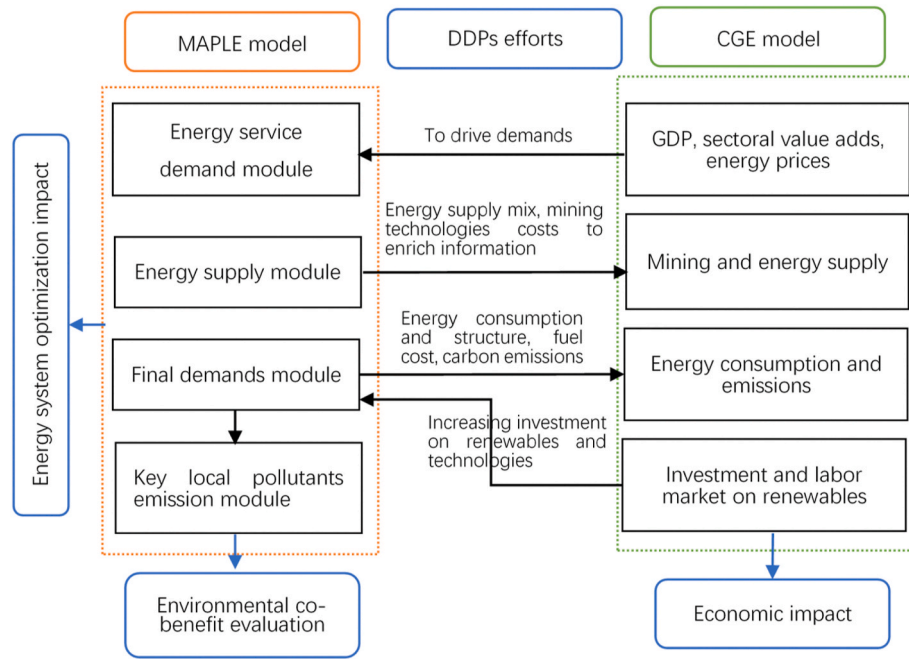 MAPLE model
DDPs efforts
CGE model
Energy system optimization impact
Energy service
demand module
To drive demands
GDP, sectoral value adds,
energy prices
Energy supply mix, mining
technologies costs to
enrich information
Energy supply module
Mining and energy supply
Energy consumption
and structure, fuel
cost, carbon emissions
Final demands module
Energy consumption and
emissions
Increasing investment
on renewables and
technologies
Key local pollutants
emission module
Investment and labor
market on renewables
Environmental co-
benefit evaluation
Economic impact